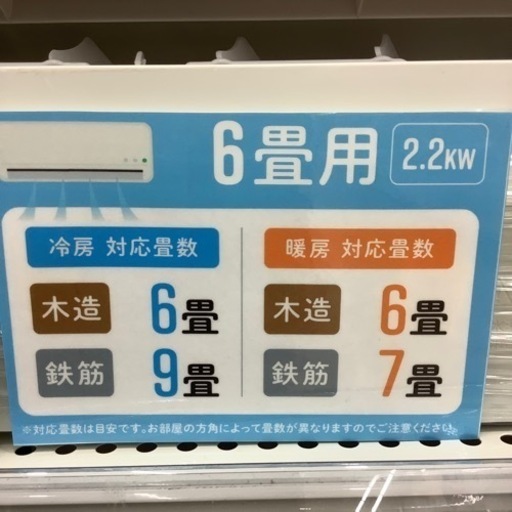 6畳用 2.2KW
冷房 対応畳数
木造 6畳
鉄筋 9畳
暖房 対応畳数
木造 6畳
鉄筋 7畳
※対応畳数は目安です。お部屋の方角によって畳数が異なりますのでご注意ください。